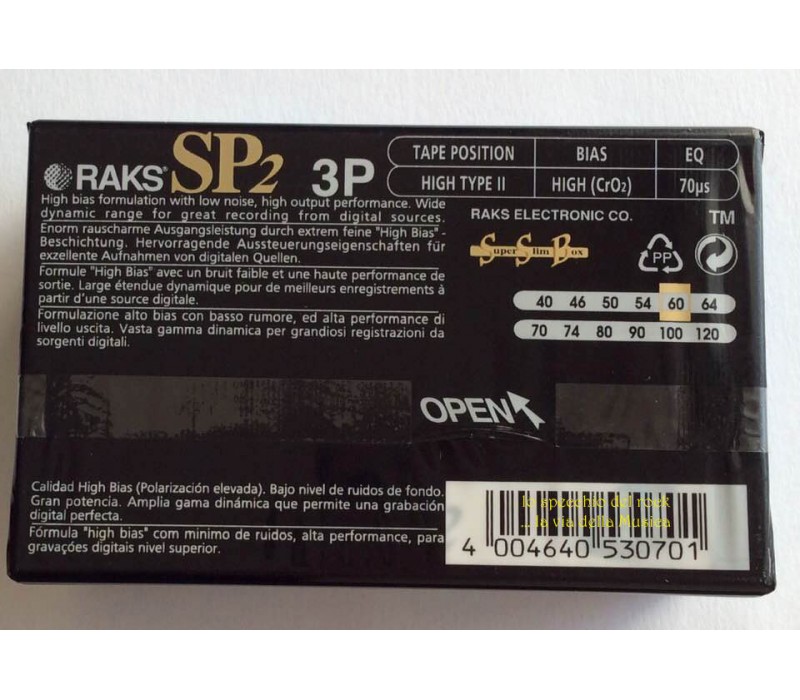 RAKS SP2 3P
TAPE POSITION BIAS EQ
HIGH TYPE II HIGH (CrO2) 70µs
High bias formulation with low noise, high output performance. Wide
dynamic range for great recording from digital sources.
Enorm rauscharme Ausgangsleistung durch extrem feine "High Bias" -
Beschichtung. Hervorragende Aussteuerungseigenschaften für
exzellente Aufnahmen von digitalen Quellen.
Formule "High Bias" avec un bruit faible et une haute performance de
sortie. Large étendue dynamique pour de meilleurs enregistrements à
partir d'une source digitale.
Formulazione alto bias con basso rumore, ed alta performance di
livello uscita. Vasta gamma dinamica per grandiosi registrazioni da
sorgenti digitali.
RAKS ELECTRONIC CO. TM
Super Slim Box
PP
40 46 50 54 60 64
70 74 80 90 100 120
OPEN
Calidad High Bias (Polarización elevada). Bajo nivel de ruidos de fondo.
Gran potencia. Amplia gama dinámica que permite una grabación
digital perfecta.
Fórmula "high bias" com minimo de ruidos, alta performance, para
gravações digitais nivel superior.
lo specchio del rock
... la via della Musica
4 004640 530701